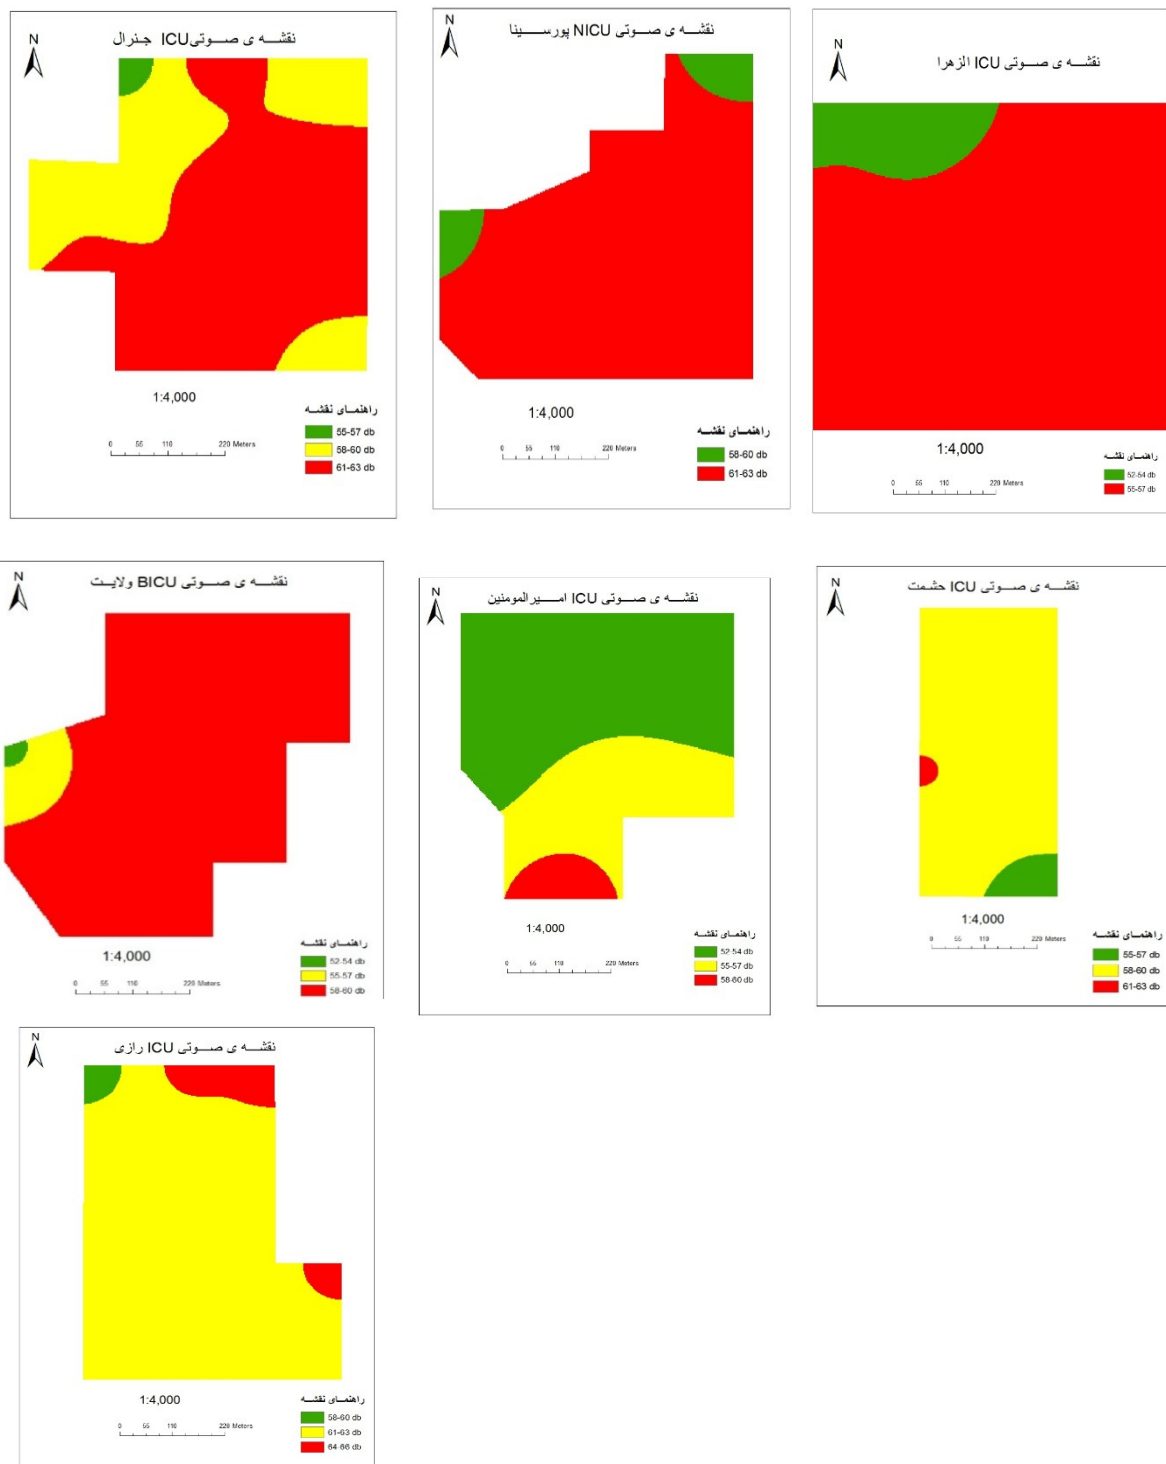 N
نقشه ی صوتی ICU جنرال
1:4,000
0 55 110 220 Meters
راهنمای نقشه
55-57 db
58-60 db
61-63 db
N
نقشه ی صوتی NICU پورسینا
1:4,000
0 55 110 220 Meters
راهنمای نقشه
58-60 db
61-63 db
N
نقشه ی صوتی ICU الزهرا
1:4,000
0 55 110 220 Meters
راهنمای نقشه
52-54 db
55-57 db
N
نقشه ی صوتی BICU ولایت
1:4,000
0 55 110 220 Meters
راهنمای نقشه
52-54 db
55-57 db
58-60 db
N
نقشه ی صوتی ICU امیرالمومنین
1:4,000
0 55 110 220 Meters
راهنمای نقشه
52-54 db
55-57 db
58-60 db
N
نقشه ی صوتی ICU حشمت
1:4,000
0 55 110 220 Meters
راهنمای نقشه
55-57 db
58-60 db
61-63 db
N
نقشه ی صوتی ICU رازی
1:4,000
0 55 110 220 Meters
راهنمای نقشه
58-60 db
61-63 db
64-66 db